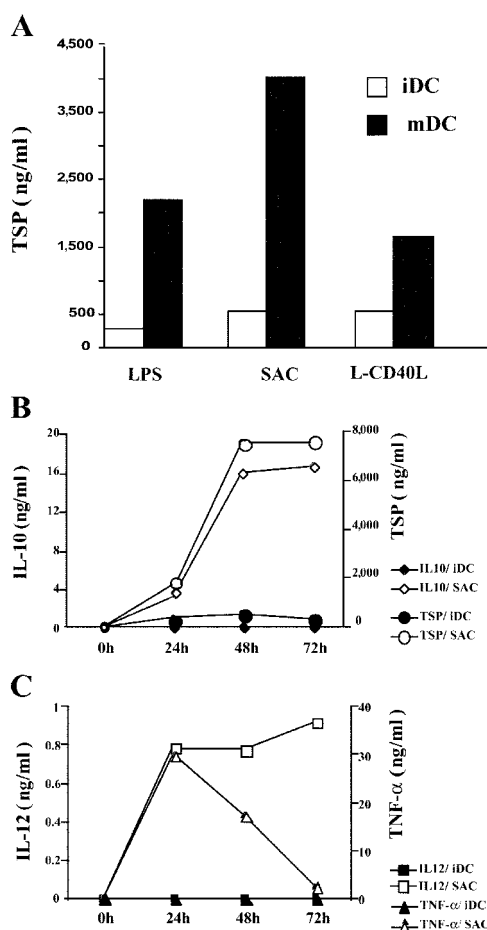 A
TSP ( ng/ml )
4,500
3,500
2,500
1,500
500
0
iDC
mDC
LPS SAC L-CD40L
B
IL-10 (ng/ml)
20
16
12
8
4
0
TSP ( ng/ml )
8,000
6,000
4,000
2,000
0
0h 24h 48h 72h
IL10/ iDC
IL10/ SAC
TSP/ iDC
TSP/ SAC
C
IL-12 ( ng/ml )
1
0.8
0.6
0.4
0.2
0
TNF-α ( ng/ml )
40
30
20
10
0
0h 24h 48h 72h
IL12/ iDC
IL12/ SAC
TNF-α/ iDC
TNF-α/ SAC